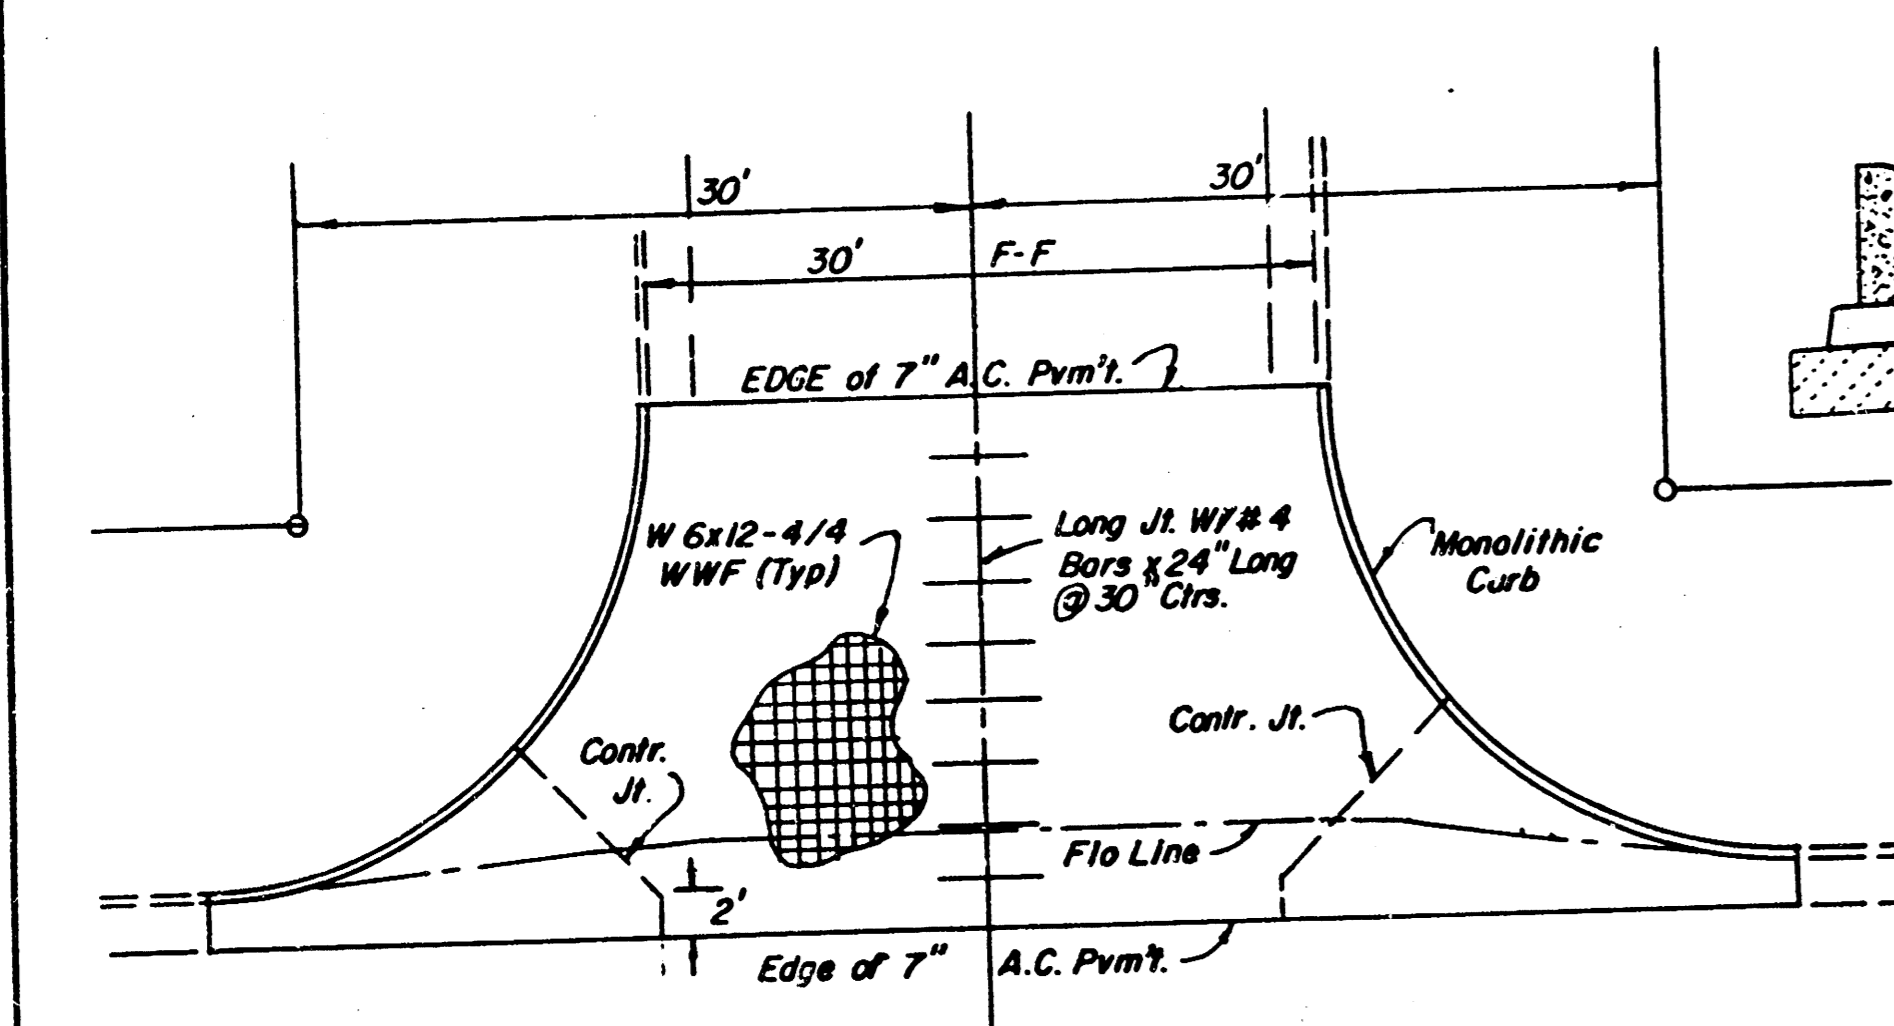 30'
30'
30' F-F
EDGE of 7" A.C. Pvm't.
W 6x12-4/4
WWF (Typ)
Long Jt. W/#4
Bars x 24" Long
@ 30" Ctrs.
Monolithic
Curb
Contr.
Jt.
Contr. Jt.
Flo Line
2'
Edge of 7" A.C. Pvm't.